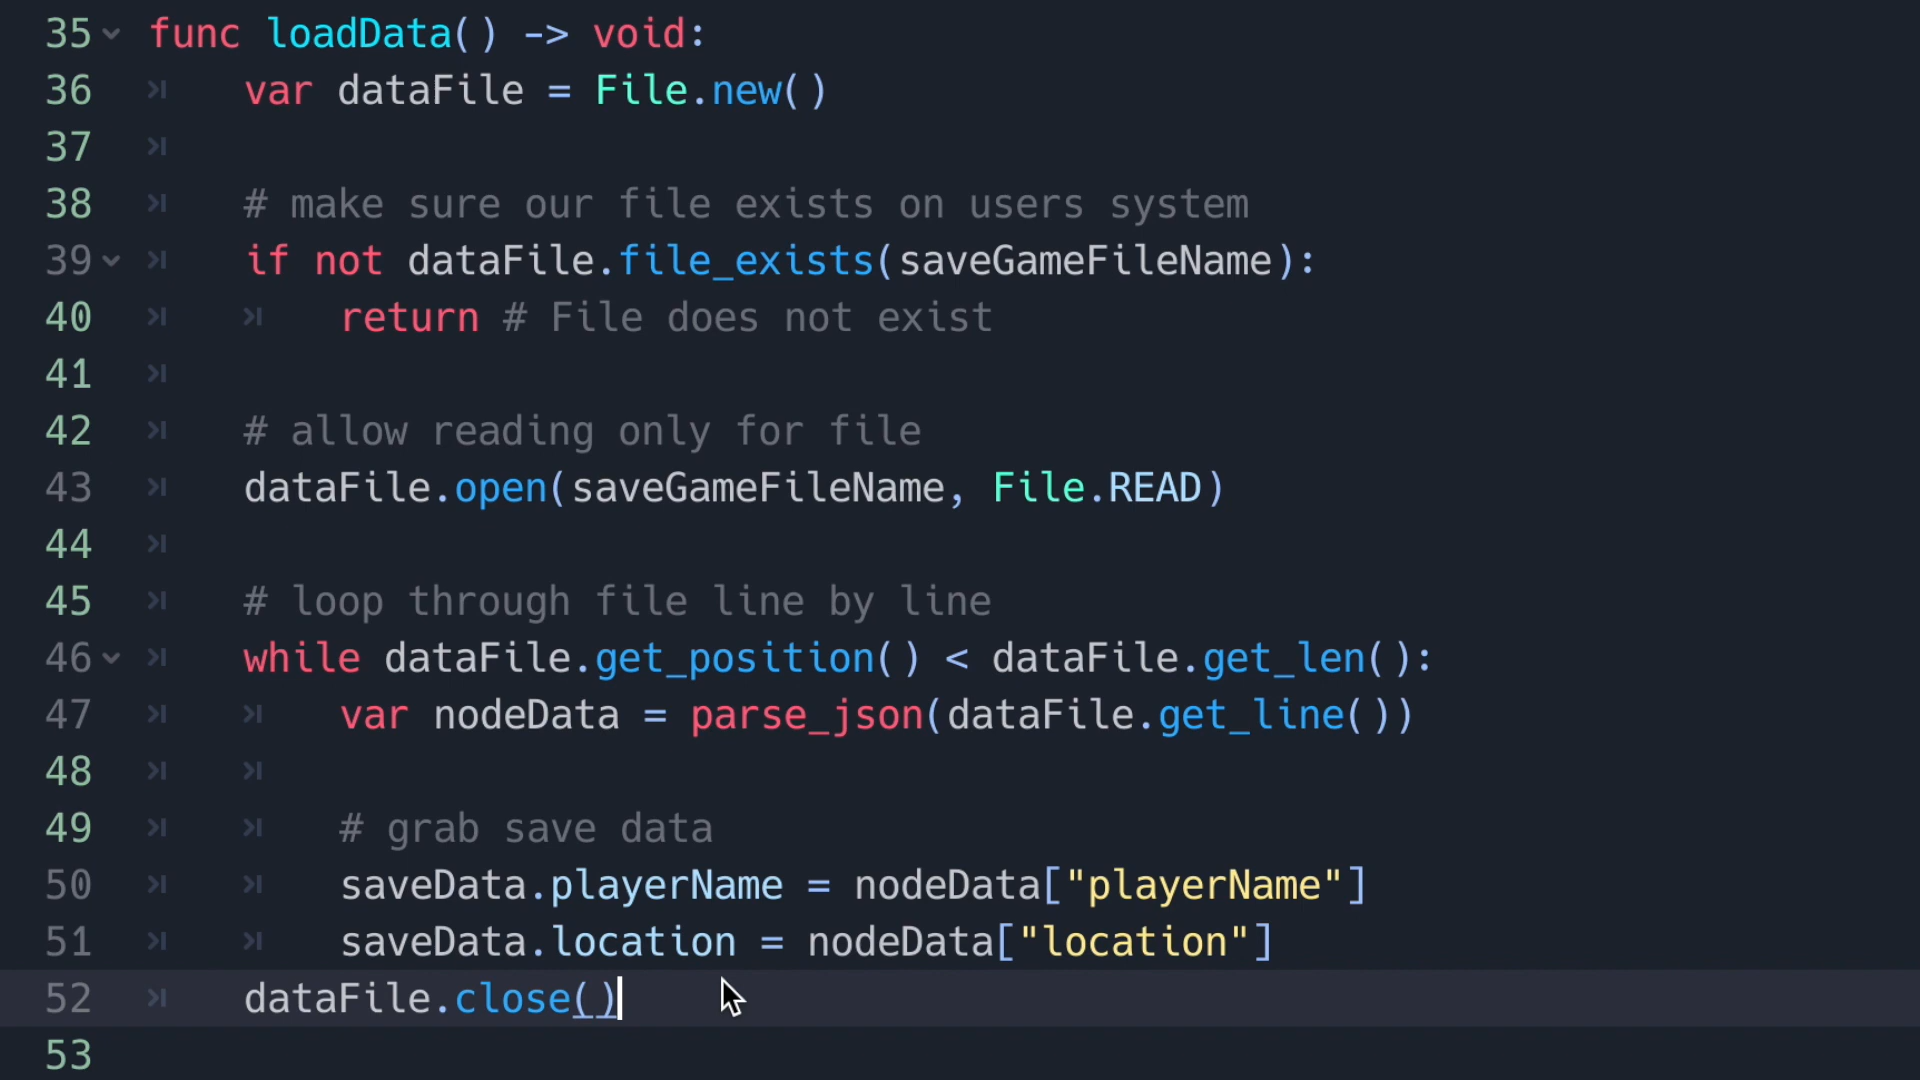 35 func loadData() -> void:
36 var dataFile = File.new()
37
38 # make sure our file exists on users system
39 if not dataFile.file_exists(saveGameFileName):
40 return # File does not exist
41
42 # allow reading only for file
43 dataFile.open(saveGameFileName, File.READ)
44
45 # loop through file line by line
46 while dataFile.get_position() < dataFile.get_len():
47 var nodeData = parse_json(dataFile.get_line())
48
49 # grab save data
50 saveData.playerName = nodeData["playerName"]
51 saveData.location = nodeData["location"]
52 dataFile.close()
53